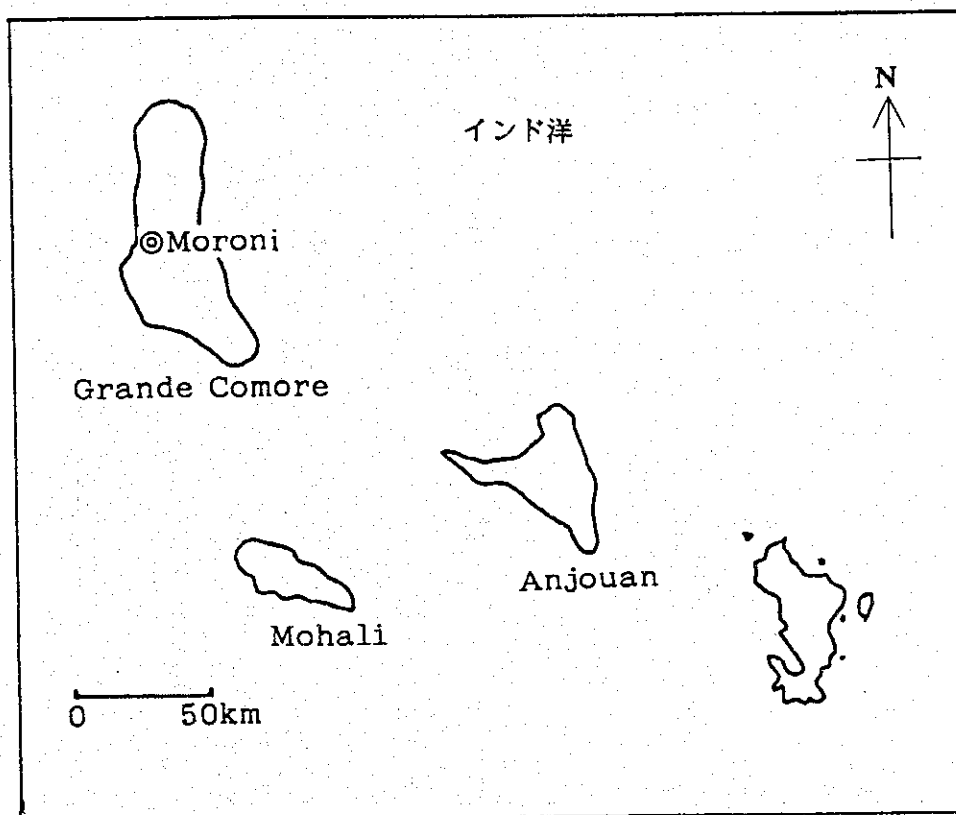 N
インド洋
Moroni
Grande Comore
Anjouan
Mohali
0 50km